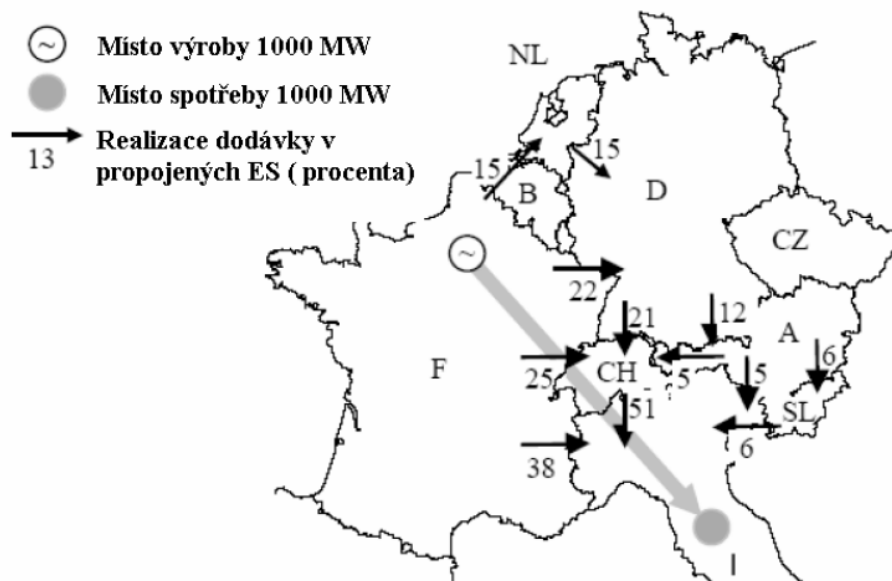 ~ Místo výroby 1000 MW
Místo spotřeby 1000 MW
13 Realizace dodávky v
propojených ES ( procenta)
NL
15
15
B
D
CZ
~
22
21
12
A
F
25
CH
5
5
6
51
SL
38
6
I